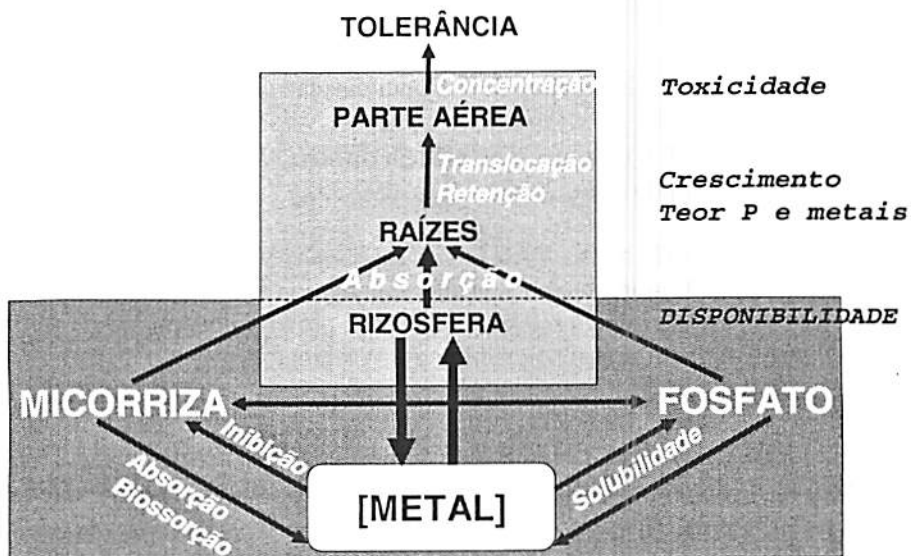 TOLERÂNCIA
Concentração
Toxicidade
PARTE AÉREA
Translocação
Retenção
Crescimento
Teor P e metais
RAÍZES
Absorção
RIZOSFERA
DISPONIBILIDADE
MICORRIZA
FOSFATO
Inibição
Solubilidade
Absorção
Biossorção
[METAL]